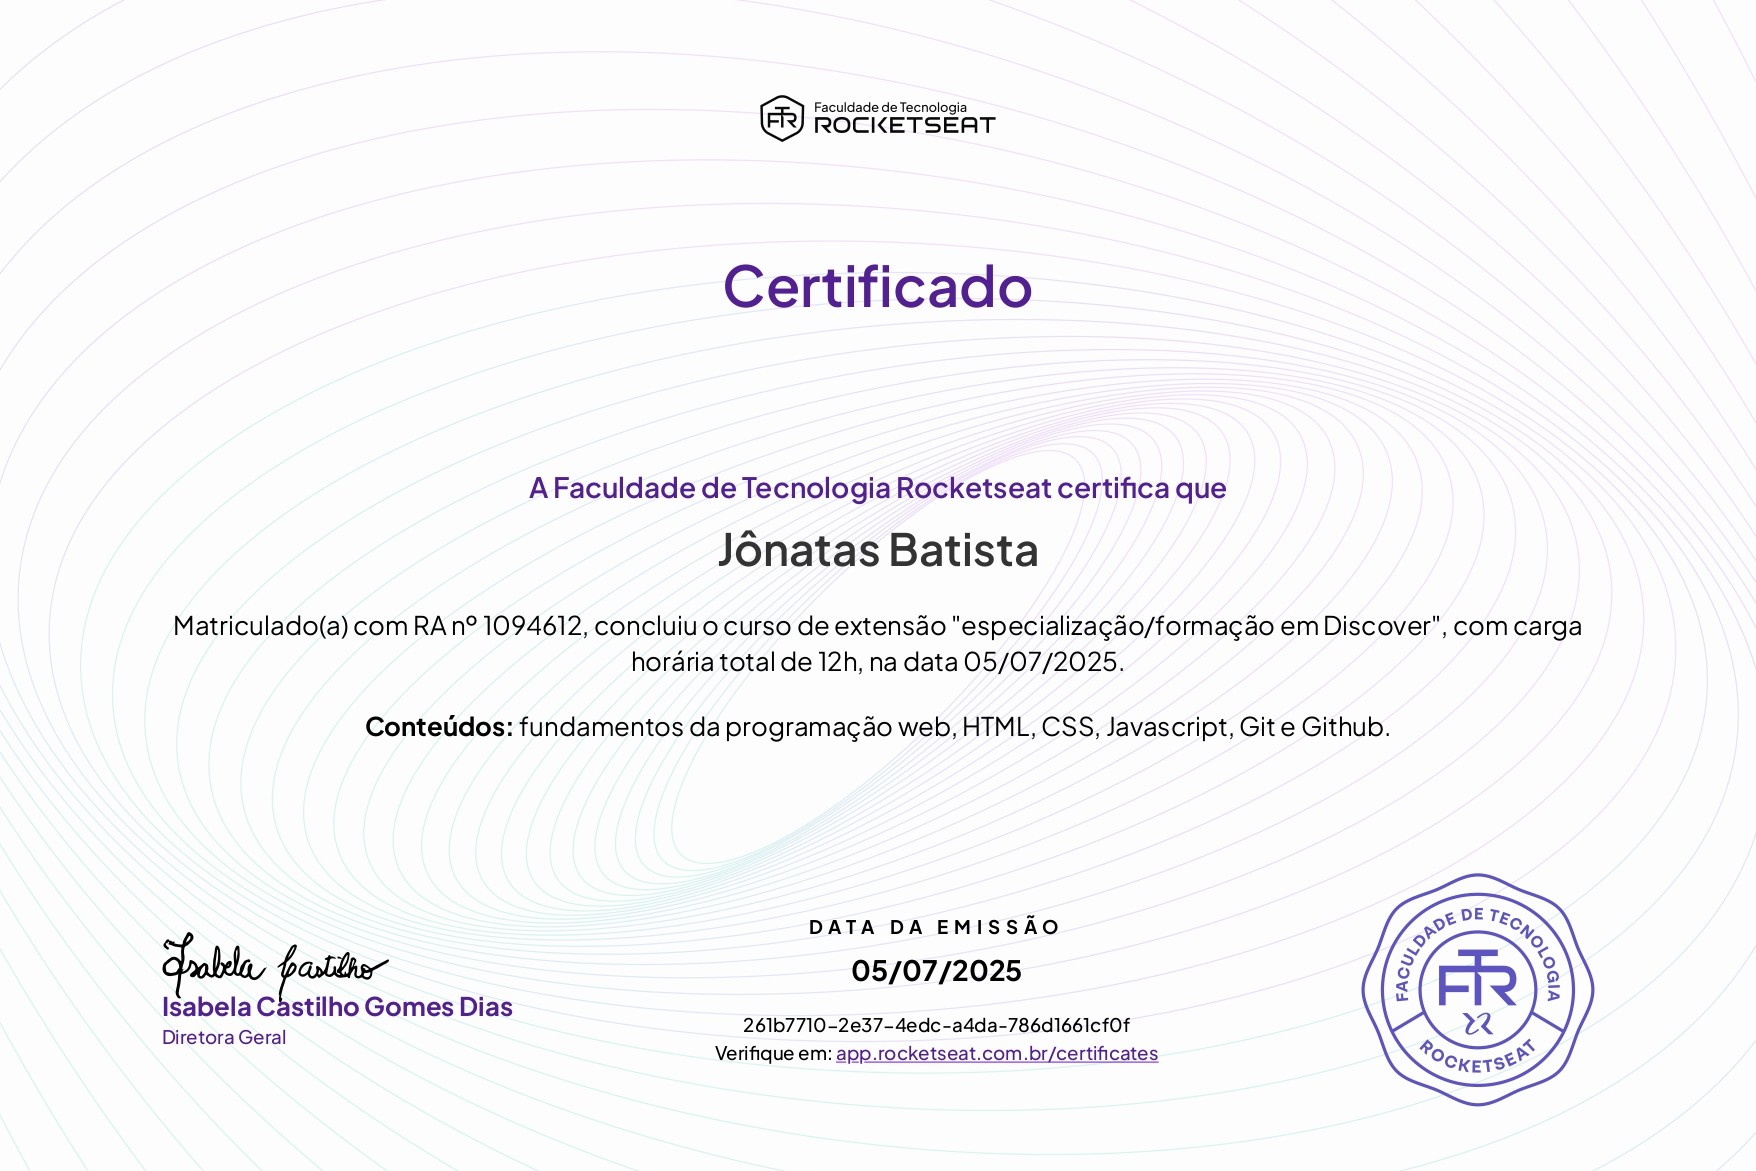 Faculdade de Tecnologia
ROCKETSEAT
Certificado
A Faculdade de Tecnologia Rocketseat certifica que
Jônatas Batista
Matriculado(a) com RA nº 1094612, concluiu o curso de extensão "especialização/formação em Discover", com carga
horária total de 12h, na data 05/07/2025.
Conteúdos: fundamentos da programação web, HTML, CSS, Javascript, Git e Github.
Isabela Castilho
Isabela Castilho Gomes Dias
Diretora Geral
DATA DA EMISSÃO
05/07/2025
261b7710-2e37-4edc-a4da-786d1661cf0f
Verifique em: app.rocketseat.com.br/certificates
FACULDADE DE TECNOLOGIA
FTR
ROCKETSEAT